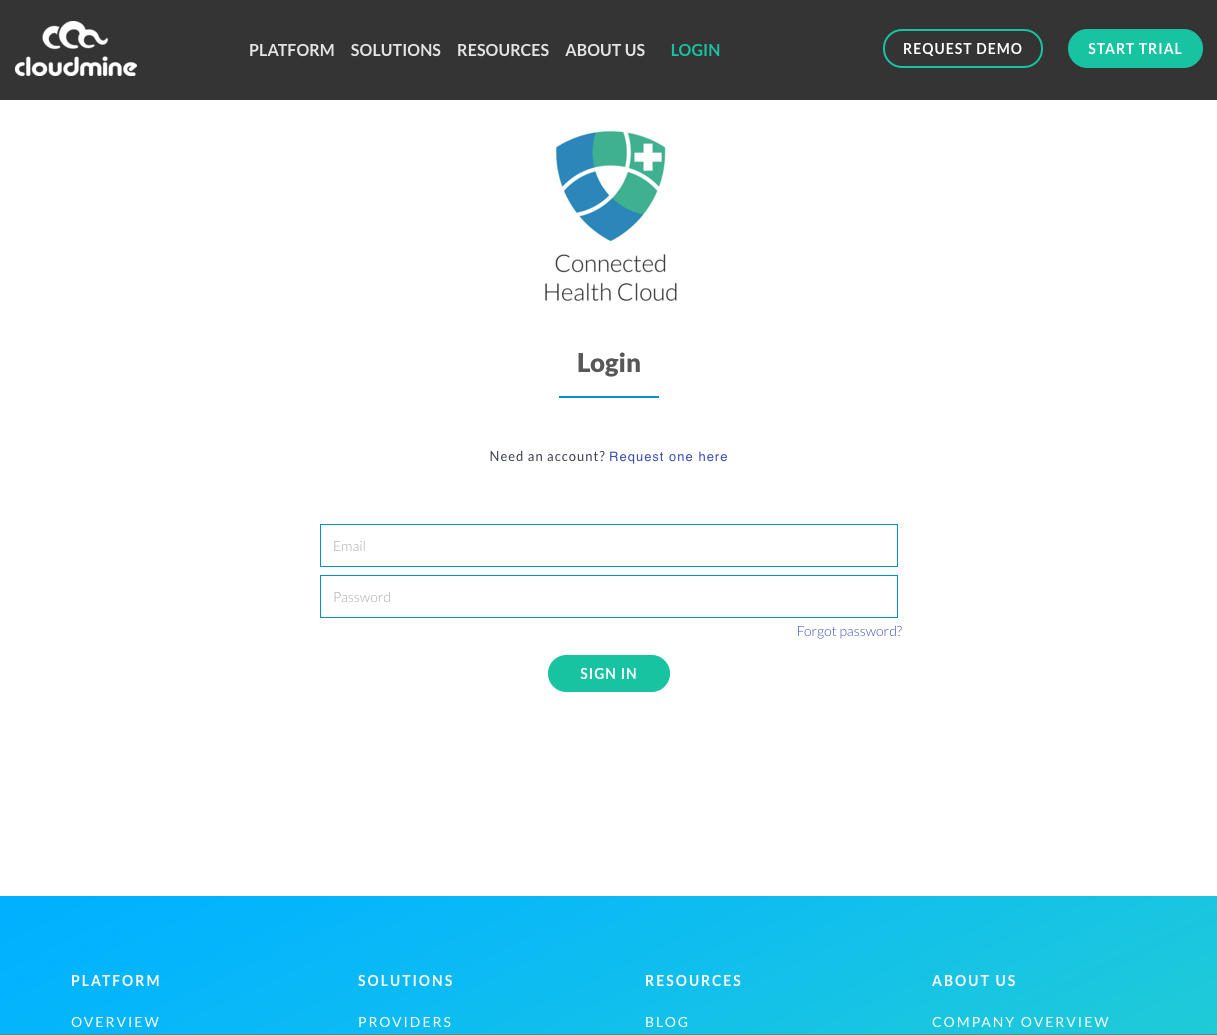 cloudmine
PLATFORM SOLUTIONS RESOURCES ABOUT US LOGIN
REQUEST DEMO
START TRIAL
Connected
Health Cloud
Login
Need an account? Request one here
Email
Password
Forgot password?
SIGN IN
PLATFORM SOLUTIONS RESOURCES ABOUT US
OVERVIEW PROVIDERS BLOG COMPANY OVERVIEW